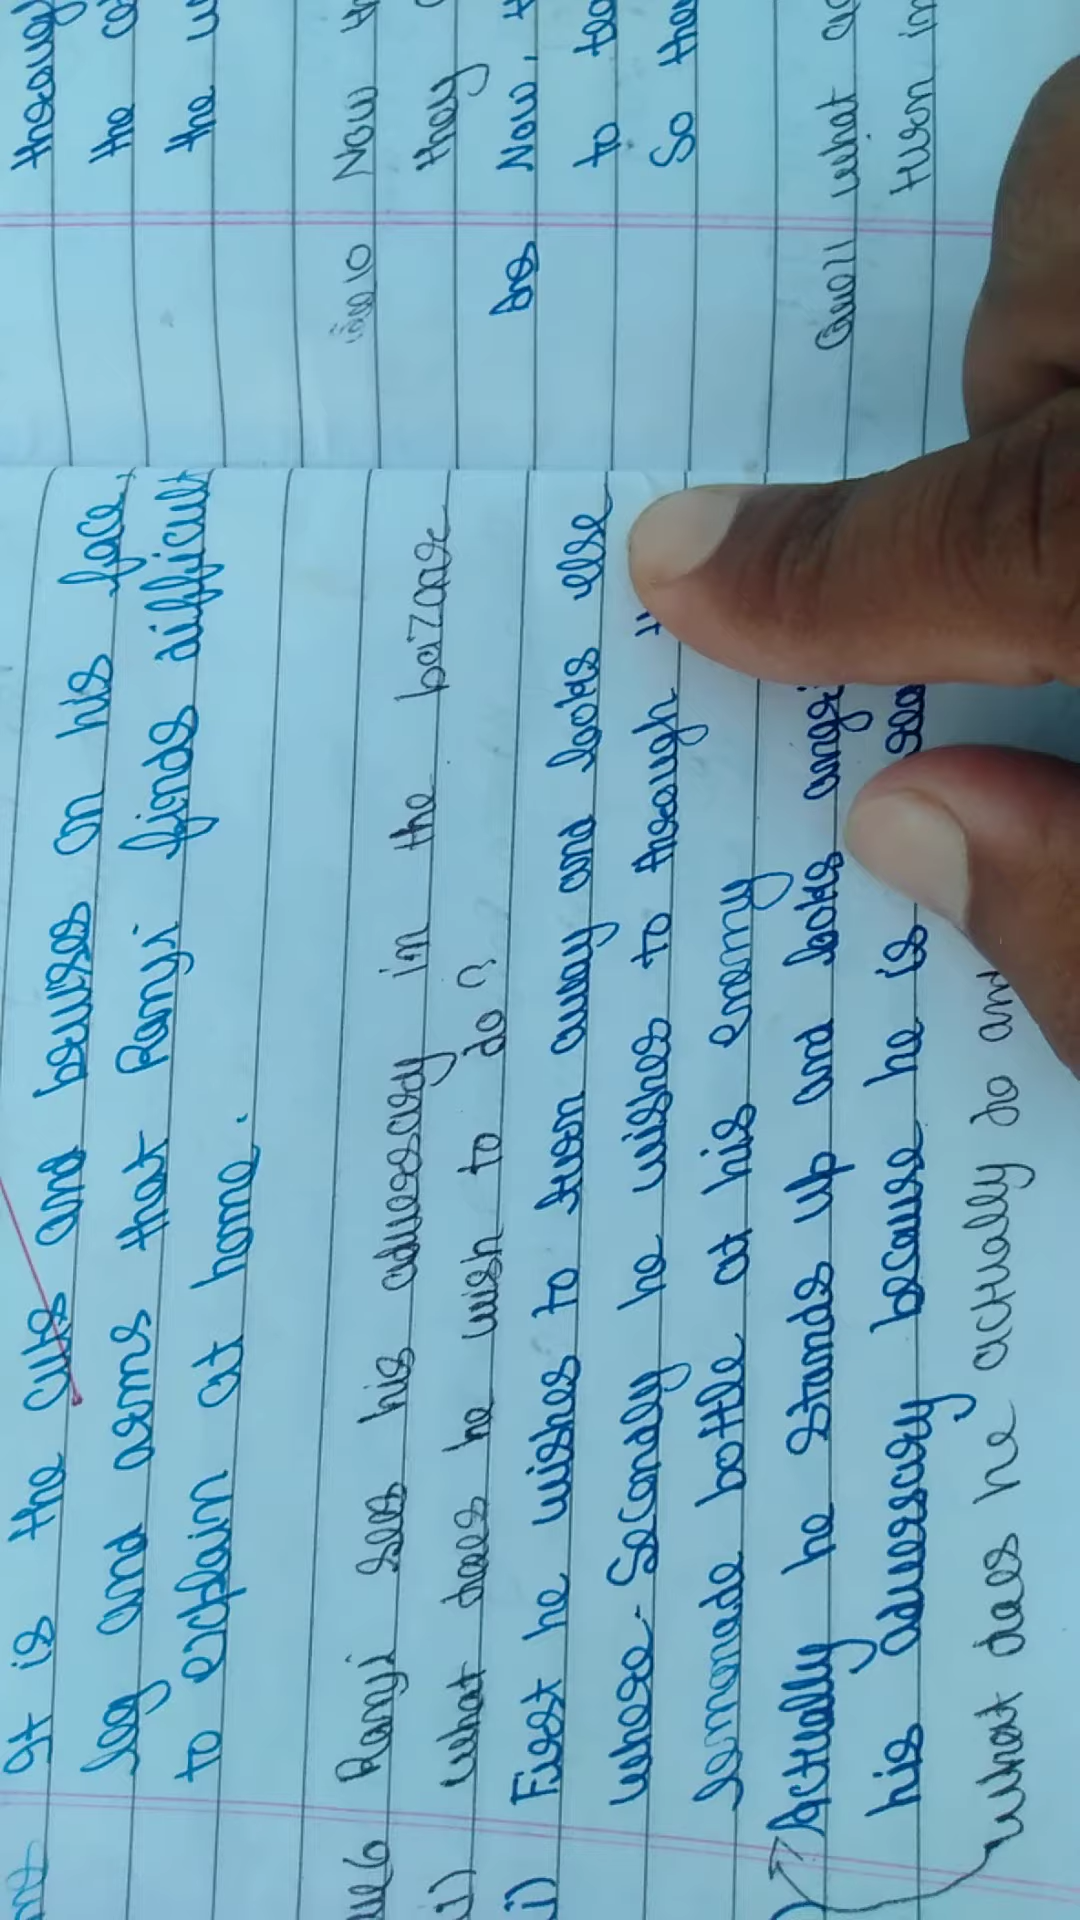 It is the cuts and bruises on his face,
leg and arms that Ranji finds difficult
to explain at home.
Que6 Ranji sees his adversary in the baizaar
i) what does he wish to do?
i) First he wishes to turn away and looks else
where. Secondly he wishes to through
lemonade bottle at his enemy
Actually he stands up and looks
his adversary because he is
what does he actually do and
through
the
the
Que10 Now
they
Ans Now,
to
So
Que11 what
turn in